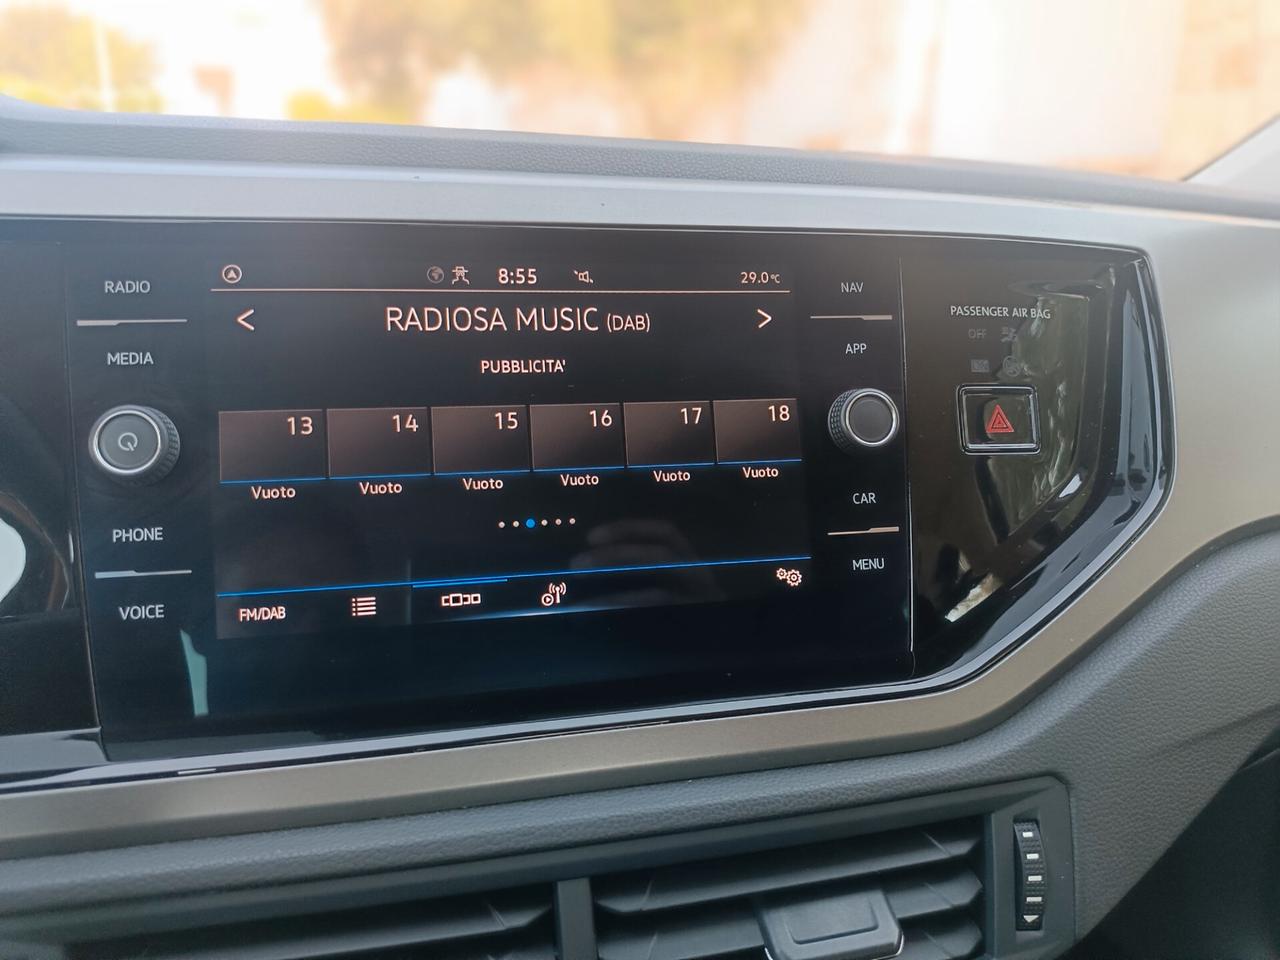 RADIO
MEDIA
PHONE
VOICE
8:55
29.0°C
< RADIOSA MUSIC (DAB) >
PUBBLICITA'
13 14 15 16 17 18
Vuoto Vuoto Vuoto Vuoto Vuoto Vuoto
FM/DAB
NAV
APP
CAR
MENU
PASSENGER AIR BAG
OFF
ON